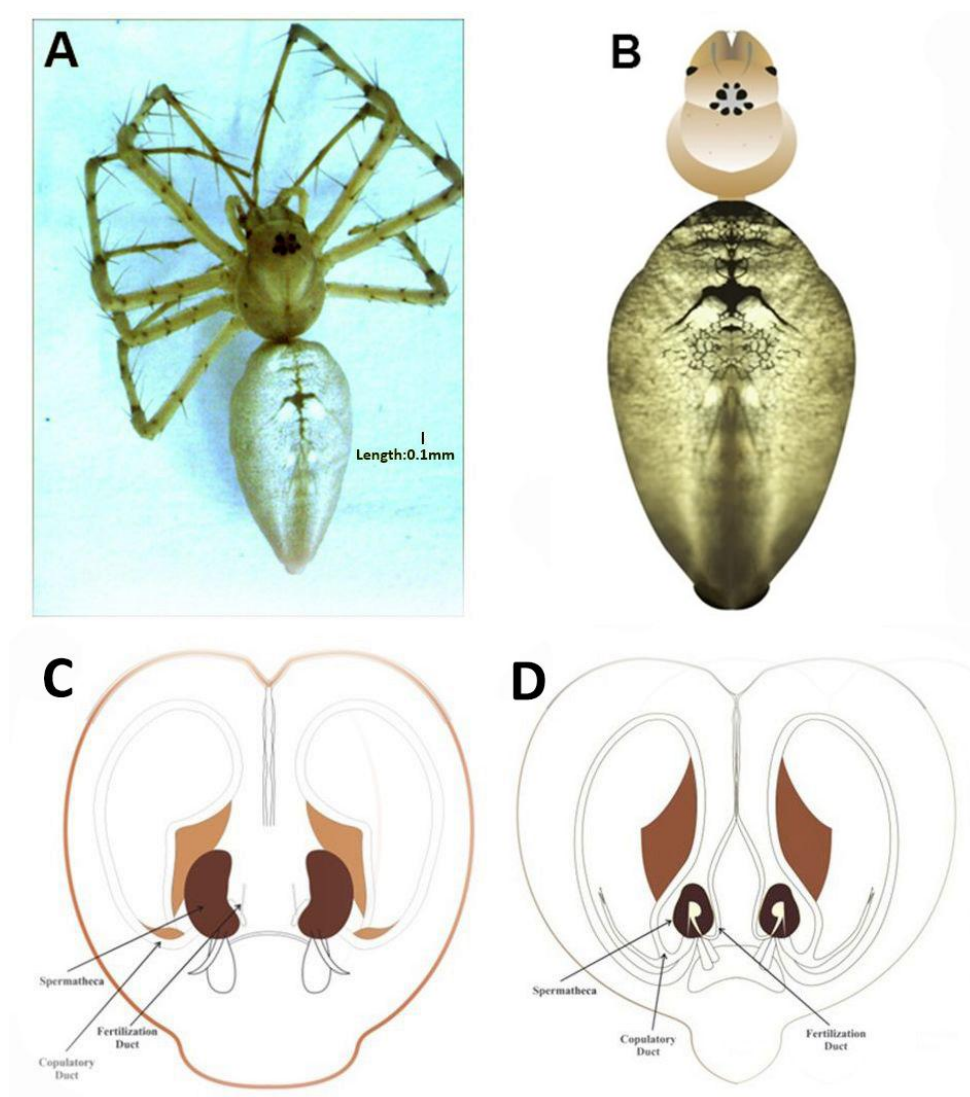 A
B
Length:0.1mm
C
D
Spermatheca
Fertilization
Duct
Copulatory
Duct
Spermatheca
Copulatory
Duct
Fertilization
Duct